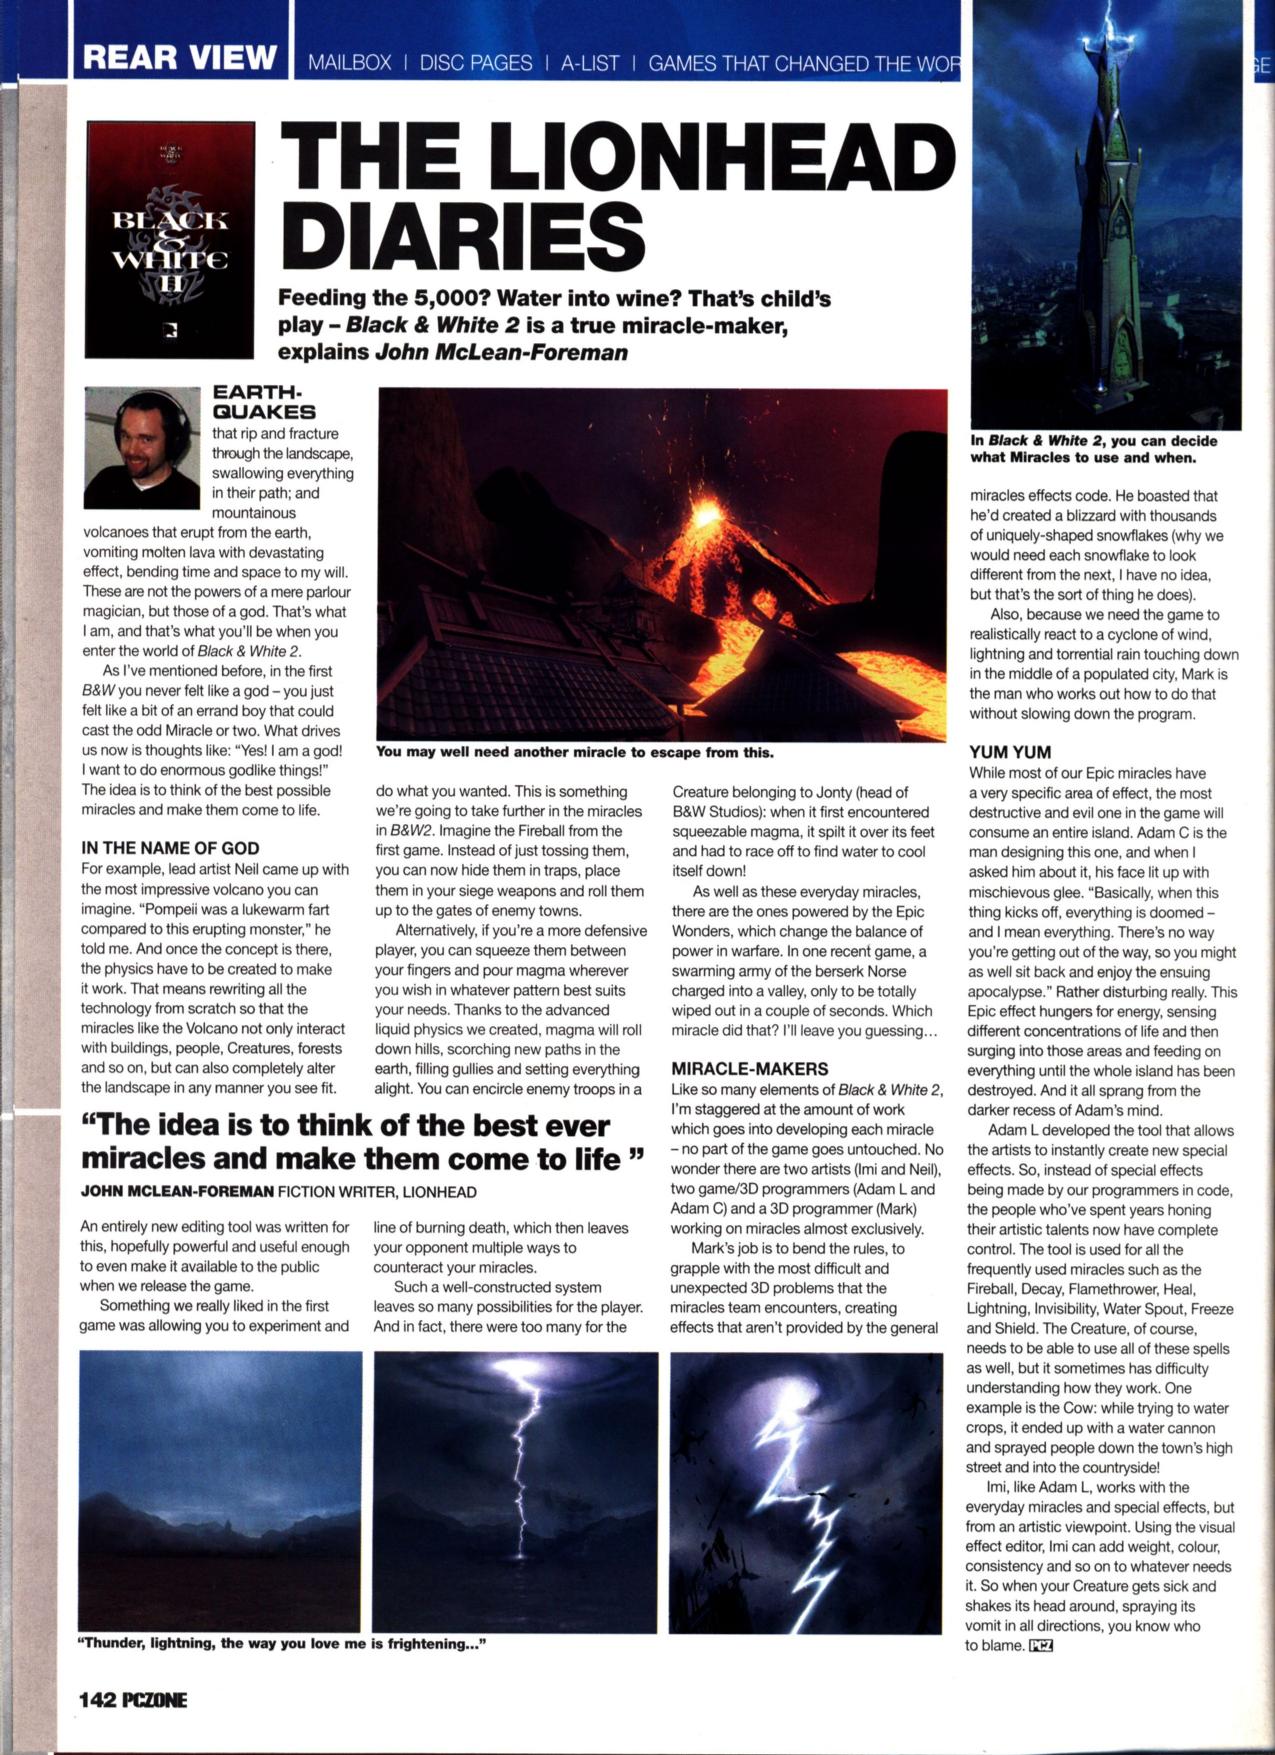 REAR VIEW
MAILBOX | DISC PAGES | A-LIST | GAMES THAT CHANGED THE WOR
GE
BLACK
&
WHITE
II
THE LIONHEAD
DIARIES
Feeding the 5,000? Water into wine? That's child's
play – Black & White 2 is a true miracle-maker,
explains John McLean-Foreman
EARTH-
QUAKES
that rip and fracture
through the landscape,
swallowing everything
in their path; and
mountainous
volcanoes that erupt from the earth,
vomiting molten lava with devastating
effect, bending time and space to my will.
These are not the powers of a mere parlour
magician, but those of a god. That's what
I am, and that's what you'll be when you
enter the world of Black & White 2.
As I've mentioned before, in the first
B&W you never felt like a god – you just
felt like a bit of an errand boy that could
cast the odd Miracle or two. What drives
us now is thoughts like: “Yes! I am a god!
I want to do enormous godlike things!”
The idea is to think of the best possible
miracles and make them come to life.
IN THE NAME OF GOD
For example, lead artist Neil came up with
the most impressive volcano you can
imagine. “Pompeii was a lukewarm fart
compared to this erupting monster,” he
told me. And once the concept is there,
the physics have to be created to make
it work. That means rewriting all the
technology from scratch so that the
miracles like the Volcano not only interact
with buildings, people, Creatures, forests
and so on, but can also completely alter
the landscape in any manner you see fit.
“The idea is to think of the best ever
miracles and make them come to life ”
JOHN MCLEAN-FOREMAN FICTION WRITER, LIONHEAD
An entirely new editing tool was written for
this, hopefully powerful and useful enough
to even make it available to the public
when we release the game.
Something we really liked in the first
game was allowing you to experiment and
You may well need another miracle to escape from this.
do what you wanted. This is something
we're going to take further in the miracles
in B&W2. Imagine the Fireball from the
first game. Instead of just tossing them,
you can now hide them in traps, place
them in your siege weapons and roll them
up to the gates of enemy towns.
Alternatively, if you're a more defensive
player, you can squeeze them between
your fingers and pour magma wherever
you wish in whatever pattern best suits
your needs. Thanks to the advanced
liquid physics we created, magma will roll
down hills, scorching new paths in the
earth, filling gullies and setting everything
alight. You can encircle enemy troops in a
line of burning death, which then leaves
your opponent multiple ways to
counteract your miracles.
Such a well-constructed system
leaves so many possibilities for the player.
And in fact, there were too many for the
Creature belonging to Jonty (head of
B&W Studios): when it first encountered
squeezable magma, it spilt it over its feet
and had to race off to find water to cool
itself down!
As well as these everyday miracles,
there are the ones powered by the Epic
Wonders, which change the balance of
power in warfare. In one recent game, a
swarming army of the berserk Norse
charged into a valley, only to be totally
wiped out in a couple of seconds. Which
miracle did that? I'll leave you guessing...
MIRACLE-MAKERS
Like so many elements of Black & White 2,
I'm staggered at the amount of work
which goes into developing each miracle
– no part of the game goes untouched. No
wonder there are two artists (Imi and Neil),
two game/3D programmers (Adam L and
Adam C) and a 3D programmer (Mark)
working on miracles almost exclusively.
Mark's job is to bend the rules, to
grapple with the most difficult and
unexpected 3D problems that the
miracles team encounters, creating
effects that aren't provided by the general
In Black & White 2, you can decide
what Miracles to use and when.
miracles effects code. He boasted that
he'd created a blizzard with thousands
of uniquely-shaped snowflakes (why we
would need each snowflake to look
different from the next, I have no idea,
but that's the sort of thing he does).
Also, because we need the game to
realistically react to a cyclone of wind,
lightning and torrential rain touching down
in the middle of a populated city, Mark is
the man who works out how to do that
without slowing down the program.
YUM YUM
While most of our Epic miracles have
a very specific area of effect, the most
destructive and evil one in the game will
consume an entire island. Adam C is the
man designing this one, and when I
asked him about it, his face lit up with
mischievous glee. “Basically, when this
thing kicks off, everything is doomed –
and I mean everything. There's no way
you're getting out of the way, so you might
as well sit back and enjoy the ensuing
apocalypse.” Rather disturbing really. This
Epic effect hungers for energy, sensing
different concentrations of life and then
surging into those areas and feeding on
everything until the whole island has been
destroyed. And it all sprang from the
darker recess of Adam's mind.
Adam L developed the tool that allows
the artists to instantly create new special
effects. So, instead of special effects
being made by our programmers in code,
the people who've spent years honing
their artistic talents now have complete
control. The tool is used for all the
frequently used miracles such as the
Fireball, Decay, Flamethrower, Heal,
Lightning, Invisibility, Water Spout, Freeze
and Shield. The Creature, of course,
needs to be able to use all of these spells
as well, but it sometimes has difficulty
understanding how they work. One
example is the Cow: while trying to water
crops, it ended up with a water cannon
and sprayed people down the town's high
street and into the countryside!
Imi, like Adam L, works with the
everyday miracles and special effects, but
from an artistic viewpoint. Using the visual
effect editor, Imi can add weight, colour,
consistency and so on to whatever needs
it. So when your Creature gets sick and
shakes its head around, spraying its
vomit in all directions, you know who
to blame. PCZ
“Thunder, lightning, the way you love me is frightening...”
142 PCZONE